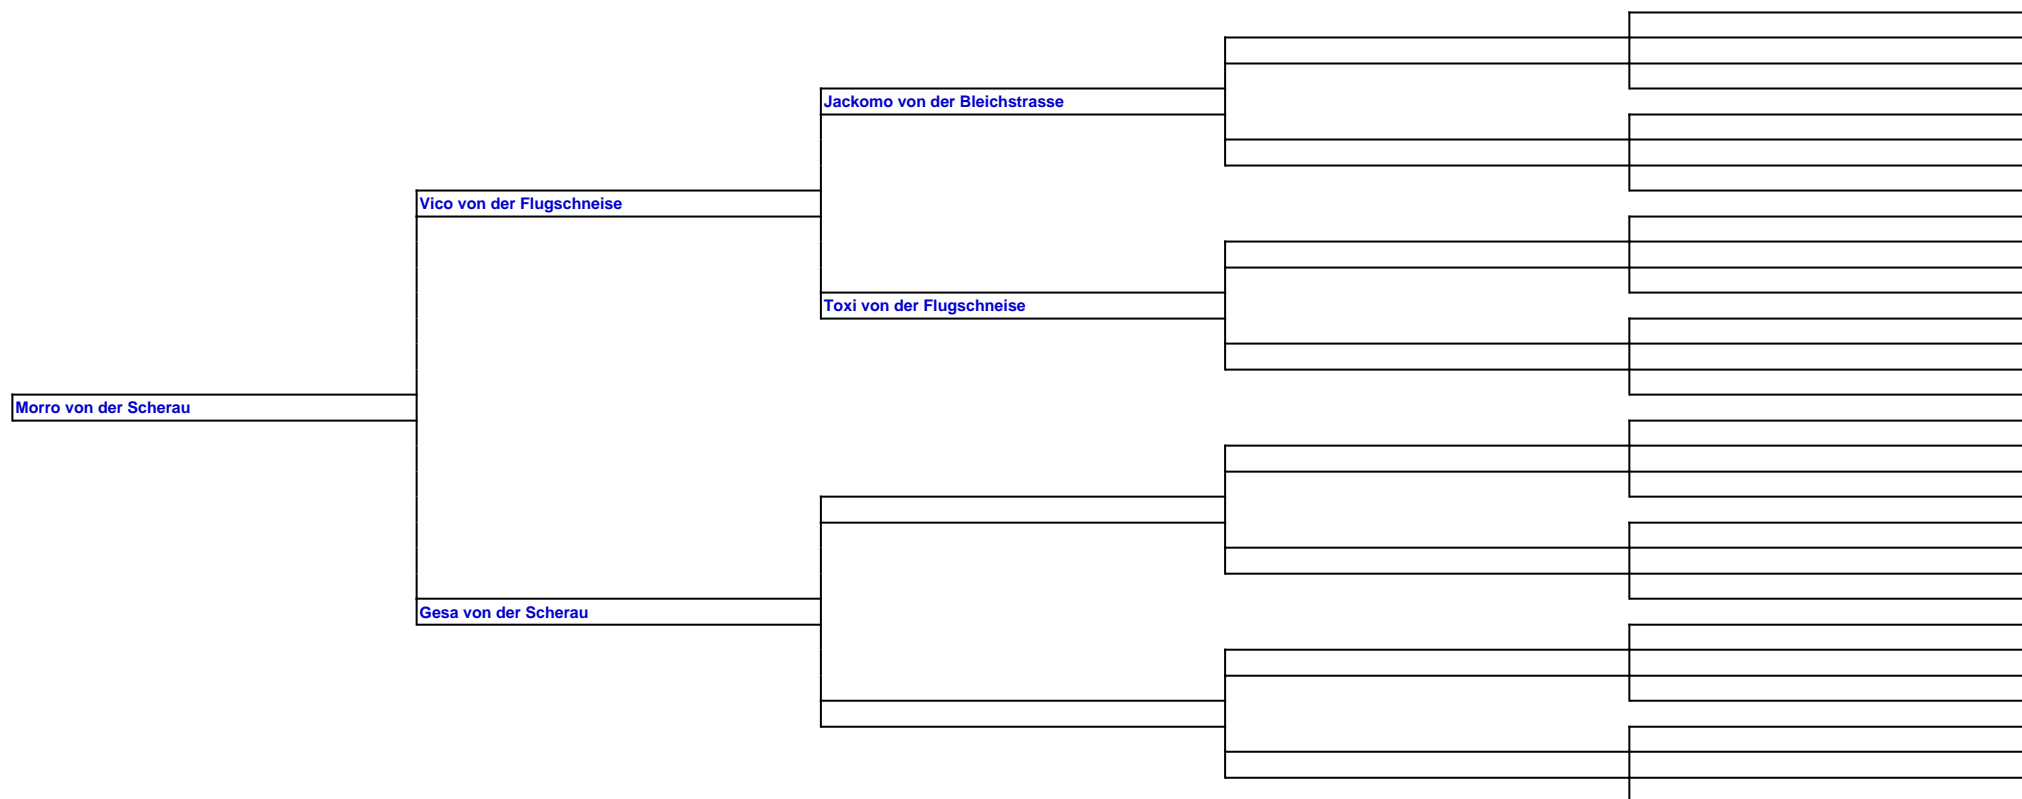 Jackomo von der Bleichstrasse
Vico von der Flugschneise
Toxi von der Flugschneise
Morro von der Scherau
Gesa von der Scherau